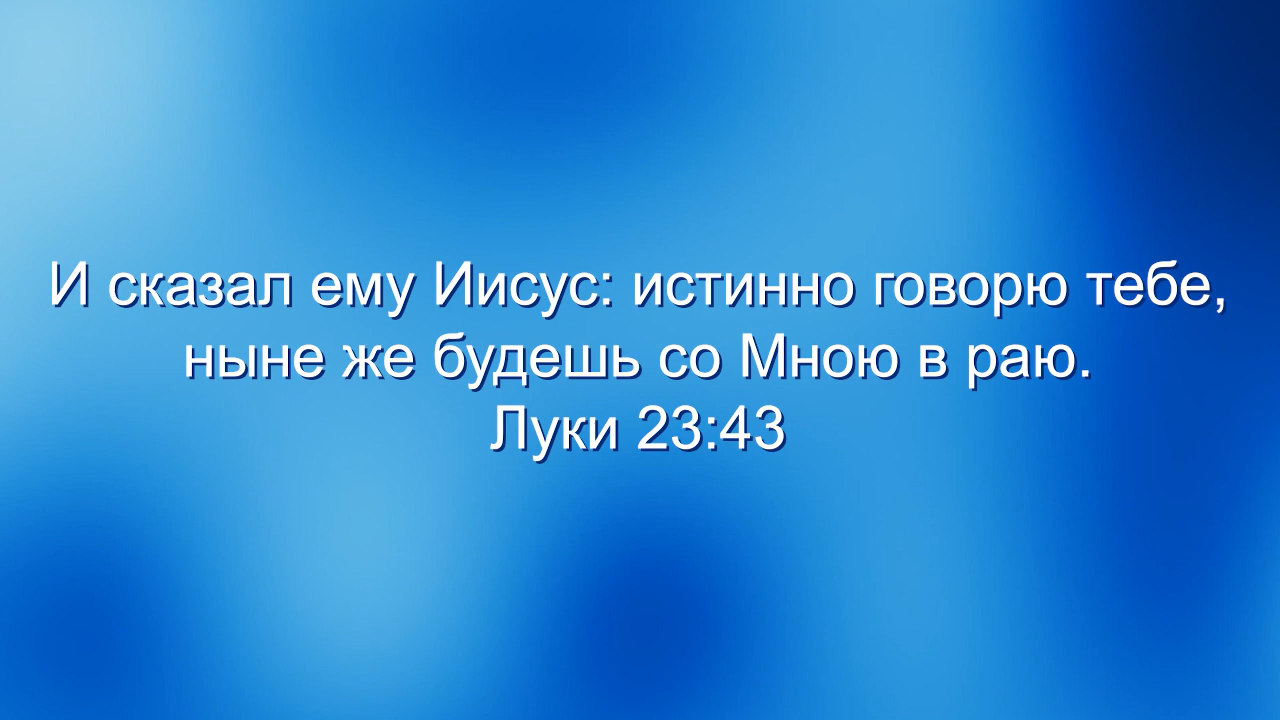 И сказал ему Иисус: истинно говорю тебе,
ныне же будешь со Мною в раю.
Луки 23:43